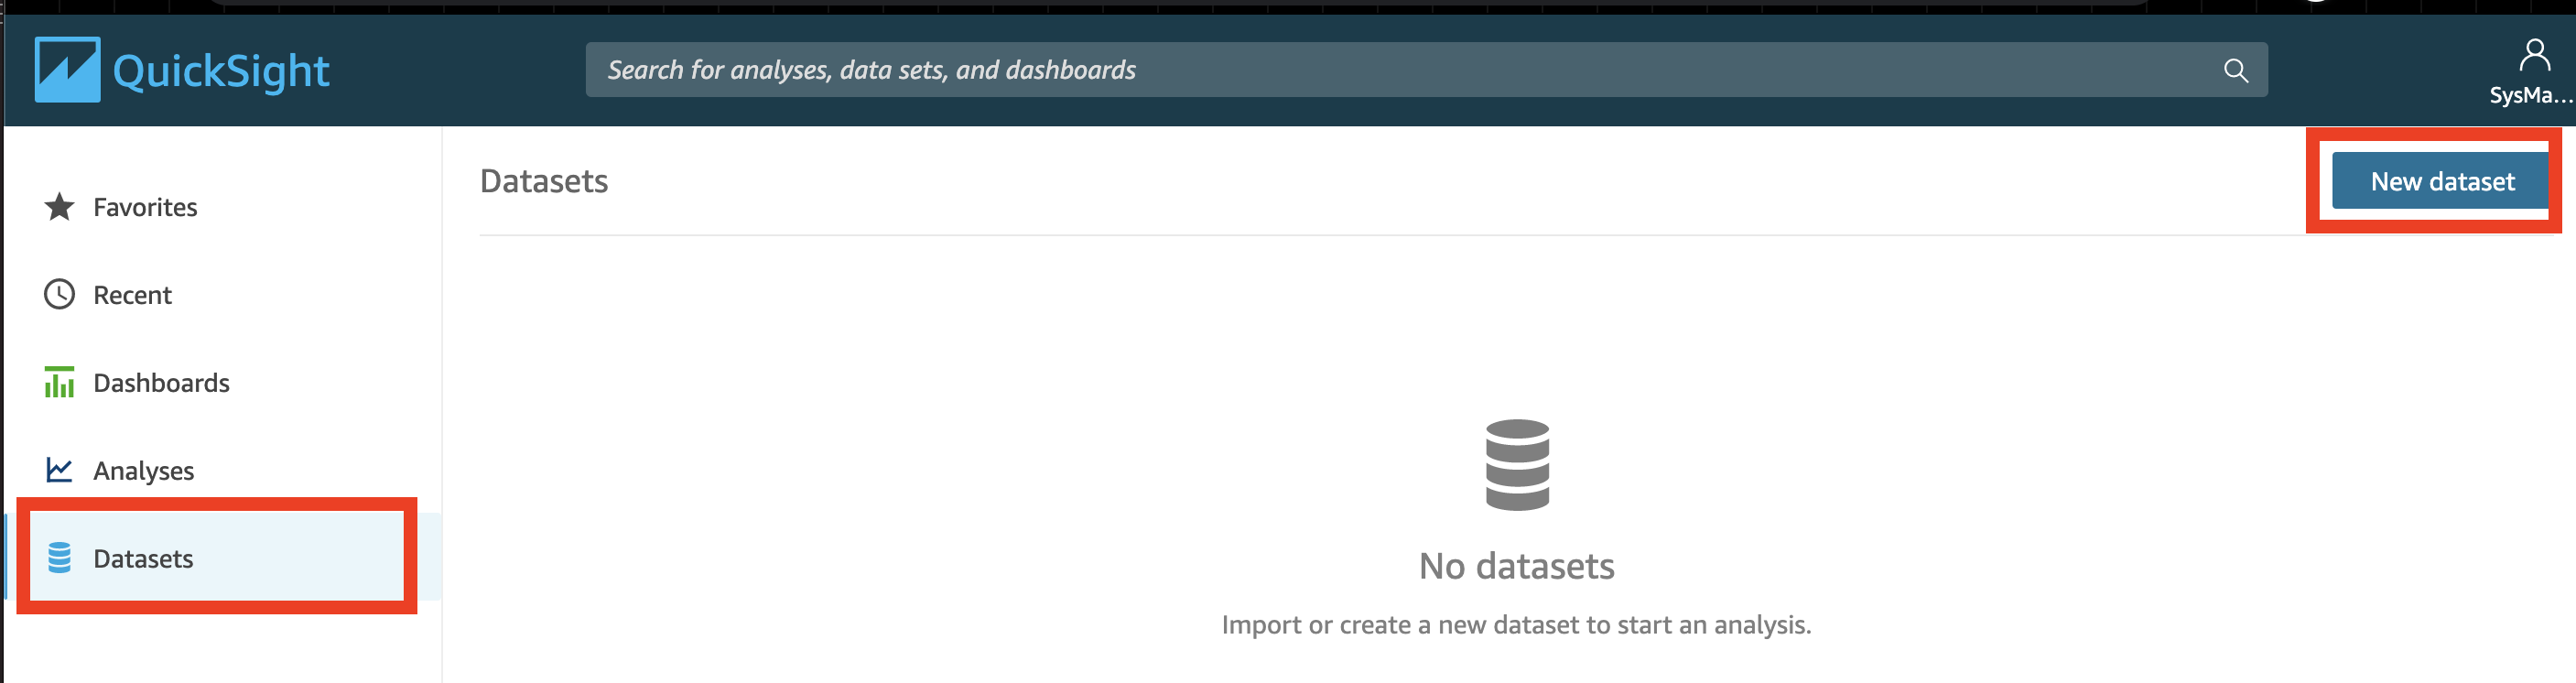 QuickSight
Search for analyses, data sets, and dashboards
SysMa...
Favorites
Recent
Dashboards
Analyses
Datasets
Datasets
New dataset
No datasets
Import or create a new dataset to start an analysis.